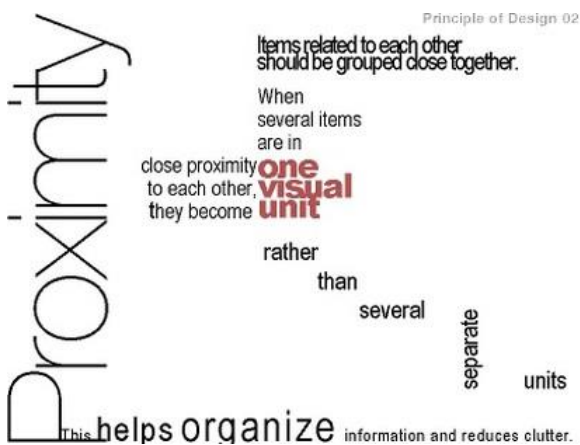 Principle of Design 02
Proximity
Items related to each other
should be grouped close together.
When
several items
are in
close proximity one
to each other, visual
they become unit
rather
than
several
separate
units
This helps organize information and reduces clutter.